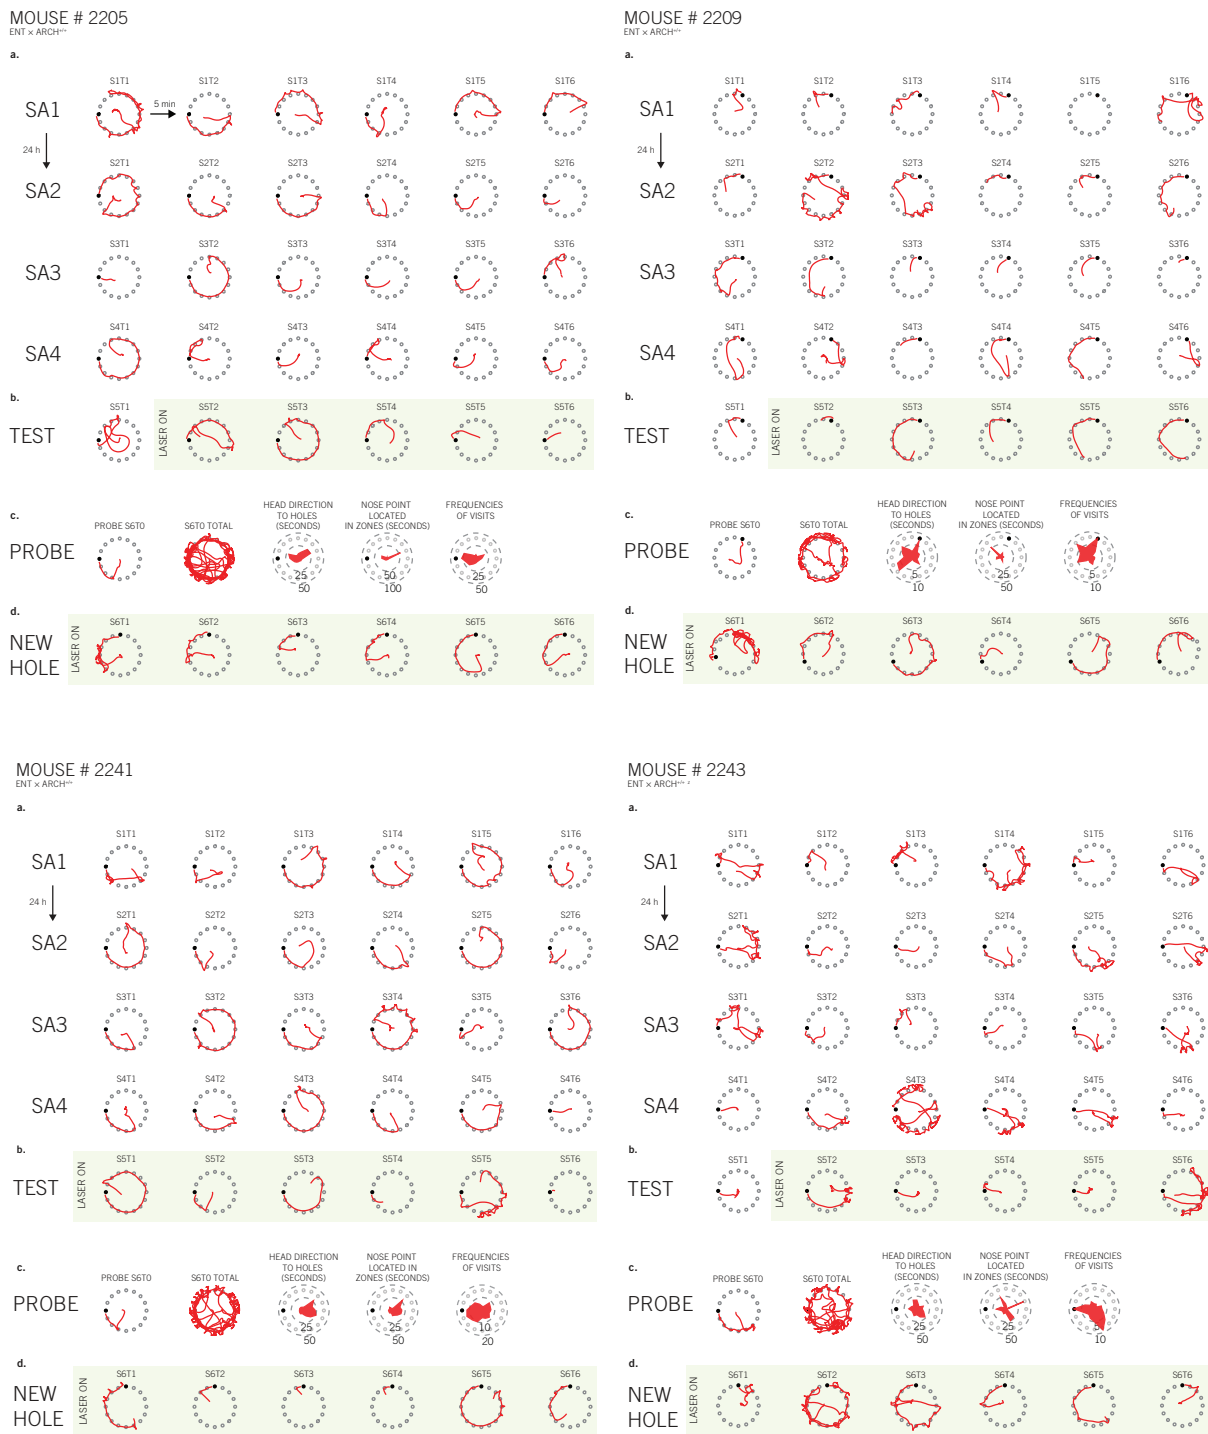 MOUSE # 2205
ENT × ARCH+/+
a.
S1T1 S1T2 S1T3 S1T4 S1T5 S1T6
SA1
5 min
24 h
S2T1 S2T2 S2T3 S2T4 S2T5 S2T6
SA2
S3T1 S3T2 S3T3 S3T4 S3T5 S3T6
SA3
S4T1 S4T2 S4T3 S4T4 S4T5 S4T6
SA4
b.
S5T1 S5T2 S5T3 S5T4 S5T5 S5T6
TEST
LASER ON
c.
PROBE S6T0 S6T0 TOTAL
HEAD DIRECTION
TO HOLES
(SECONDS)
NOSE POINT
LOCATED
IN ZONES (SECONDS)
FREQUENCIES
OF VISITS
PROBE
25 50 25
50 100 50
d.
S6T1 S6T2 S6T3 S6T4 S6T5 S6T6
NEW
HOLE
LASER ON
MOUSE # 2209
ENT × ARCH+/+
a.
S1T1 S1T2 S1T3 S1T4 S1T5 S1T6
SA1
24 h
S2T1 S2T2 S2T3 S2T4 S2T5 S2T6
SA2
S3T1 S3T2 S3T3 S3T4 S3T5 S3T6
SA3
S4T1 S4T2 S4T3 S4T4 S4T5 S4T6
SA4
b.
S5T1 S5T2 S5T3 S5T4 S5T5 S5T6
TEST
LASER ON
c.
PROBE S6T0 S6T0 TOTAL
HEAD DIRECTION
TO HOLES
(SECONDS)
NOSE POINT
LOCATED
IN ZONES (SECONDS)
FREQUENCIES
OF VISITS
PROBE
5 25 5
10 50 10
d.
S6T1 S6T2 S6T3 S6T4 S6T5 S6T6
NEW
HOLE
LASER ON
MOUSE # 2241
ENT × ARCH+/+
a.
S1T1 S1T2 S1T3 S1T4 S1T5 S1T6
SA1
24 h
S2T1 S2T2 S2T3 S2T4 S2T5 S2T6
SA2
S3T1 S3T2 S3T3 S3T4 S3T5 S3T6
SA3
S4T1 S4T2 S4T3 S4T4 S4T5 S4T6
SA4
b.
S5T1 S5T2 S5T3 S5T4 S5T5 S5T6
TEST
LASER ON
c.
PROBE S6T0 S6T0 TOTAL
HEAD DIRECTION
TO HOLES
(SECONDS)
NOSE POINT
LOCATED IN
ZONES (SECONDS)
FREQUENCIES
OF VISITS
PROBE
25 25 10
50 50 20
d.
S6T1 S6T2 S6T3 S6T4 S6T5 S6T6
NEW
HOLE
LASER ON
MOUSE # 2243
ENT × ARCH+/+ 2
a.
S1T1 S1T2 S1T3 S1T4 S1T5 S1T6
SA1
24 h
S2T1 S2T2 S2T3 S2T4 S2T5 S2T6
SA2
S3T1 S3T2 S3T3 S3T4 S3T5 S3T6
SA3
S4T1 S4T2 S4T3 S4T4 S4T5 S4T6
SA4
b.
S5T1 S5T2 S5T3 S5T4 S5T5 S5T6
TEST
LASER ON
c.
PROBE S6T0 S6T0 TOTAL
HEAD DIRECTION
TO HOLES
(SECONDS)
NOSE POINT
LOCATED
IN ZONES (SECONDS)
FREQUENCIES
OF VISITS
PROBE
25 25 5
50 50 10
d.
S6T1 S6T2 S6T3 S6T4 S6T5 S6T6
NEW
HOLE
LASER ON